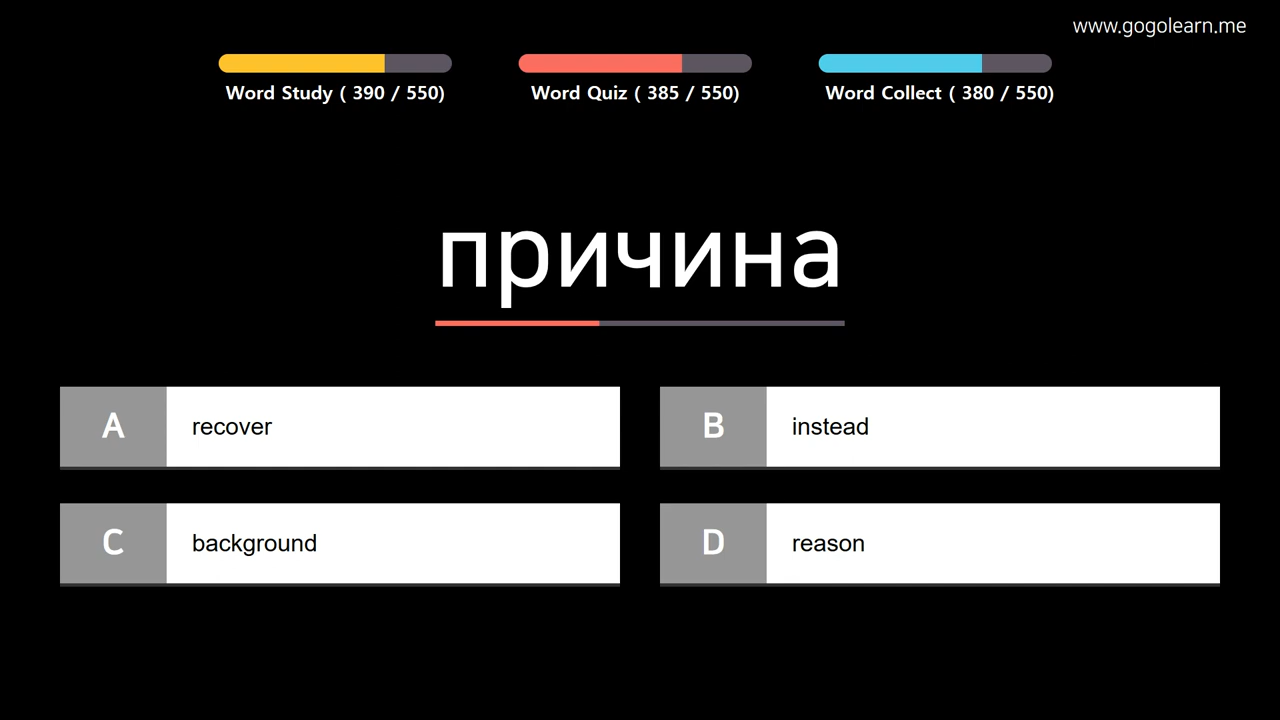 www.gogolearn.me
Word Study ( 390 / 550)
Word Quiz ( 385 / 550)
Word Collect ( 380 / 550)
причина
A recover
B instead
C background
D reason